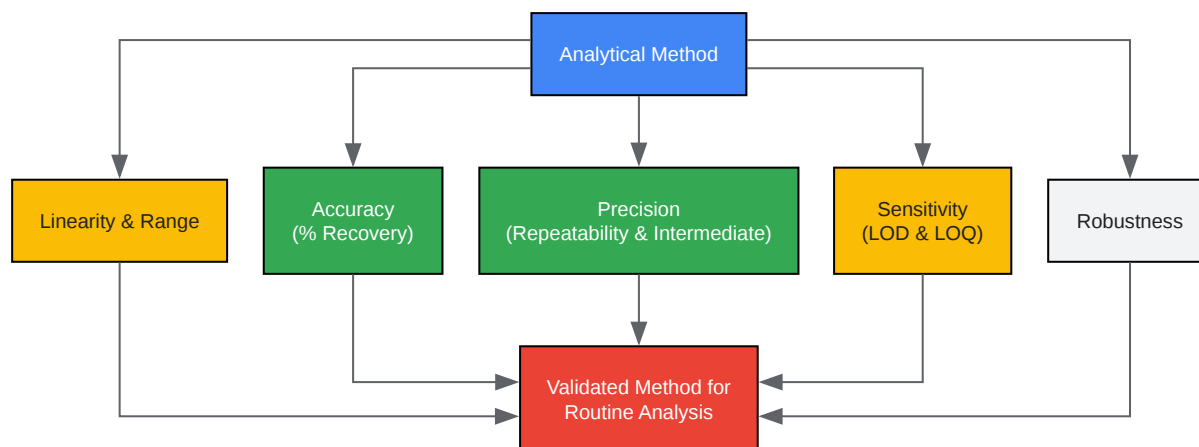 Analytical Method
Linearity & Range
Accuracy
(% Recovery)
Precision
(Repeatability & Intermediate)
Sensitivity
(LOD & LOQ)
Robustness
Validated Method for
Routine Analysis